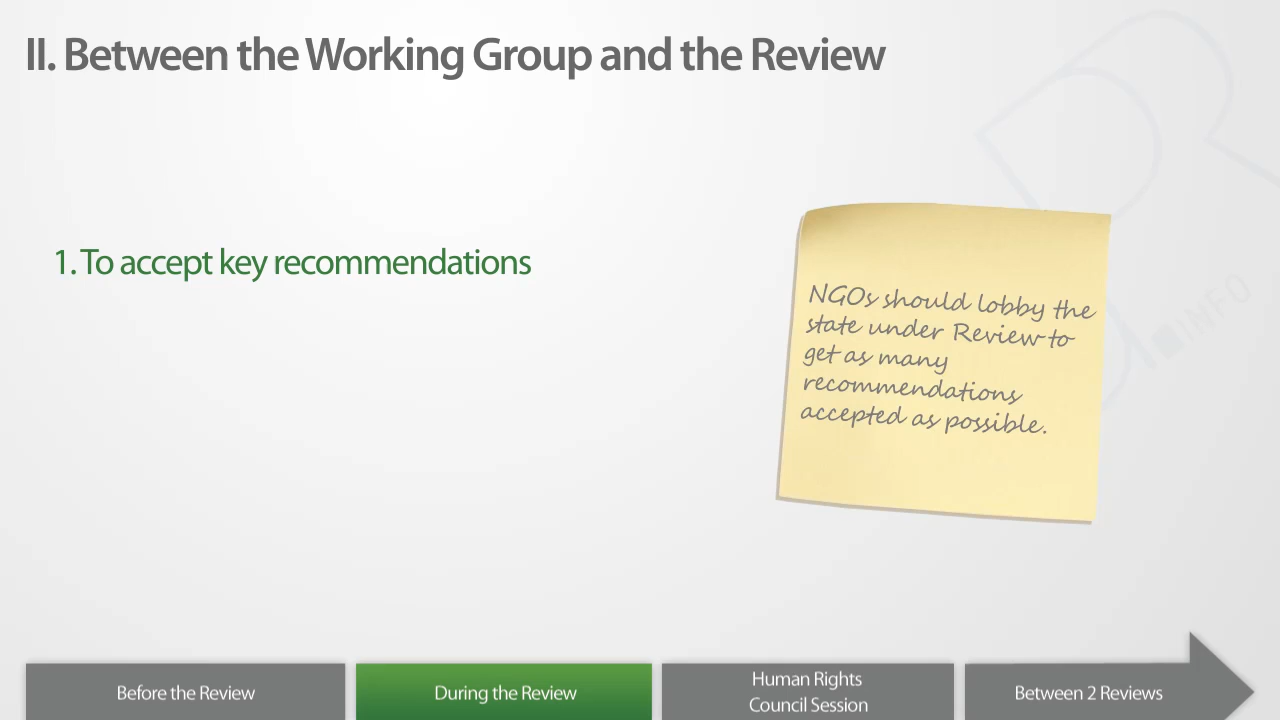 II. Between the Working Group and the Review
1. To accept key recommendations
NGOs should lobby the
state under Review to
get as many
recommendations
accepted as possible.
.INFO
Before the Review
During the Review
Human Rights
Council Session
Between 2 Reviews